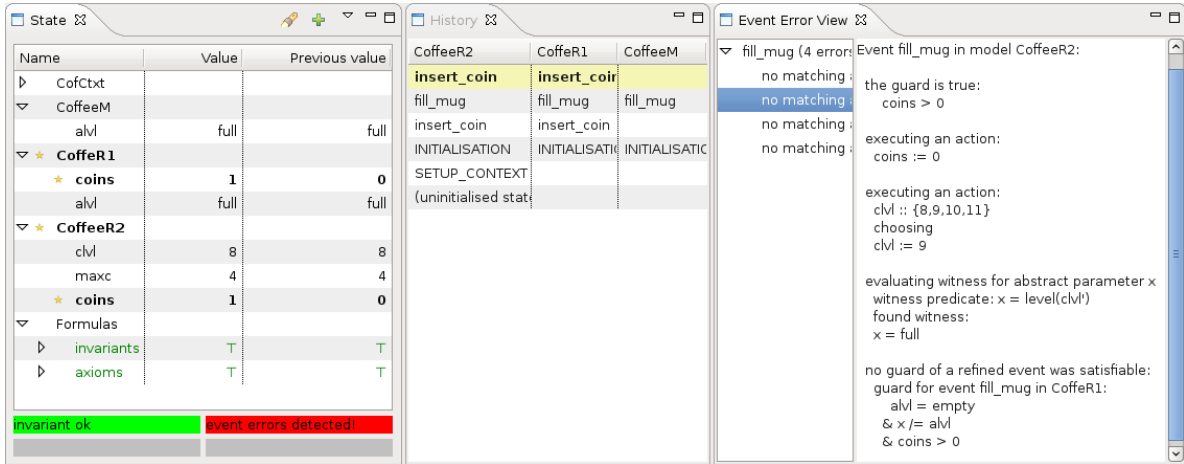 State
Name Value Previous value
CofCtxt
CoffeeM
alvl full full
CoffeR1
coins 1 0
alvl full full
CoffeeR2
clvl 8 8
maxc 4 4
coins 1 0
Formulas
invariants ⊤ ⊤
axioms ⊤ ⊤
invariant ok event errors detected!
History
CoffeeR2 CoffeR1 CoffeeM
insert_coin insert_coin
fill_mug fill_mug fill_mug
insert_coin insert_coin
INITIALISATION INITIALISATI INITIALISATIO
SETUP_CONTEXT
(uninitialised state
Event Error View
fill_mug (4 errors
no matching a
no matching a
no matching a
no matching a
Event fill_mug in model CoffeeR2:
the guard is true:
coins > 0
executing an action:
coins := 0
executing an action:
clvl :: {8,9,10,11}
choosing
clvl := 9
evaluating witness for abstract parameter x
witness predicate: x = level(clvl')
found witness:
x = full
no guard of a refined event was satisfiable:
guard for event fill_mug in CoffeR1:
alvl = empty
& x /= alvl
& coins > 0